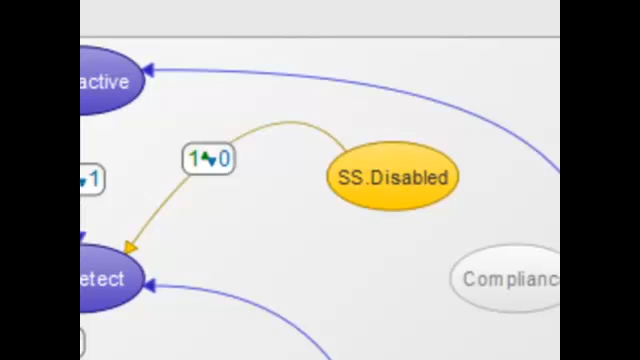 active
1 0
SS.Disabled
1
etect
Complianc